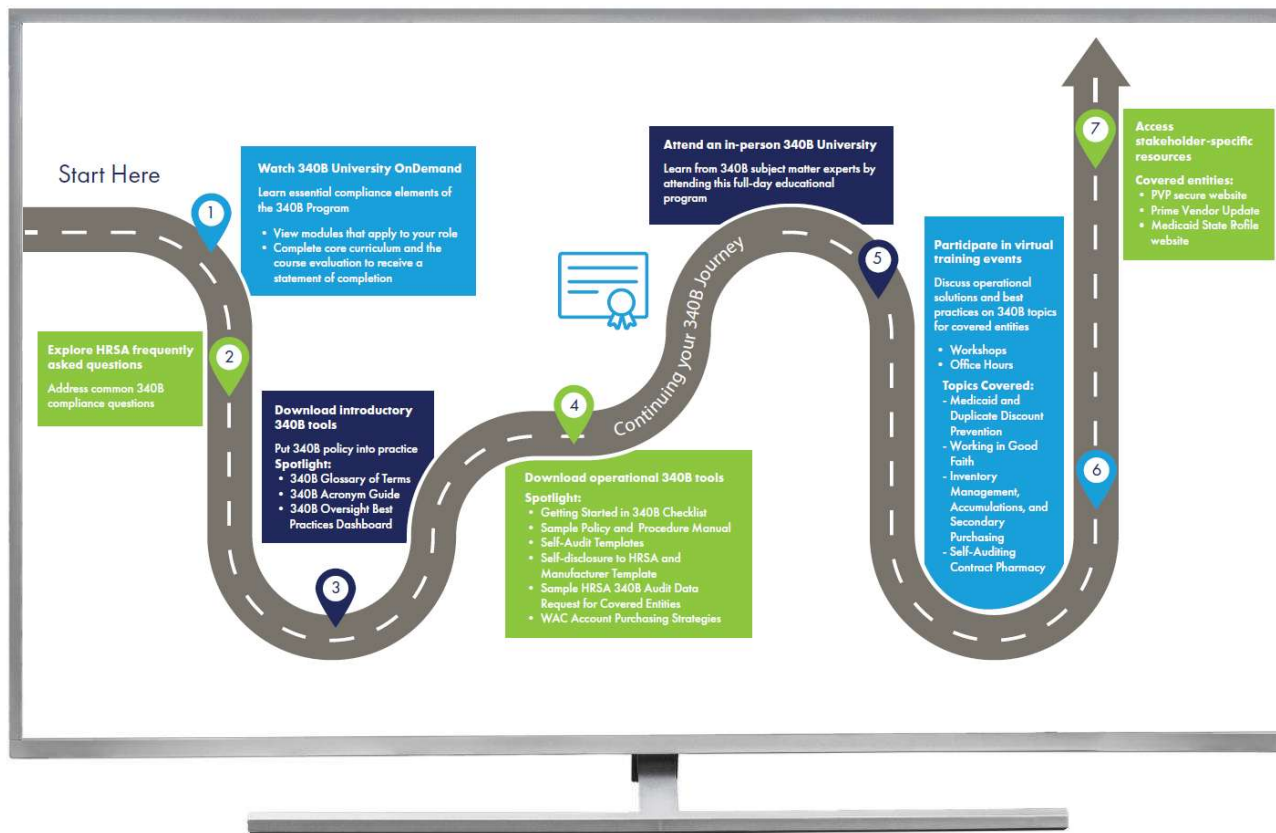 Start Here
1
Watch 340B University OnDemand
Learn essential compliance elements of
the 340B Program
• View modules that apply to your role
• Complete core curriculum and the
course evaluation to receive a
statement of completion
2
Explore HRSA frequently
asked questions
Address common 340B
compliance questions
3
Download introductory
340B tools
Put 340B policy into practice
Spotlight:
• 340B Glossary of Terms
• 340B Acronym Guide
• 340B Oversight Best
Practices Dashboard
4
Download operational 340B tools
Spotlight:
• Getting Started in 340B Checklist
• Sample Policy and Procedure Manual
• Self-Audit Templates
• Self-disclosure to HRSA and
Manufacturer Template
• Sample HRSA 340B Audit Data
Request for Covered Entities
• WAC Account Purchasing Strategies
Continuing your 340B Journey
5
Attend an in-person 340B University
Learn from 340B subject matter experts by
attending this full-day educational
program
6
Participate in virtual
training events
Discuss operational
solutions and best
practices on 340B topics
for covered entities
• Workshops
• Office Hours
Topics Covered:
- Medicaid and
Duplicate Discount
Prevention
- Working in Good
Faith
- Inventory
Management,
Accumulations, and
Secondary
Purchasing
- Self-Auditing
Contract Pharmacy
7
Access
stakeholder-specific
resources
Covered entities:
• PVP secure website
• Prime Vendor Update
• Medicaid State Profile
website